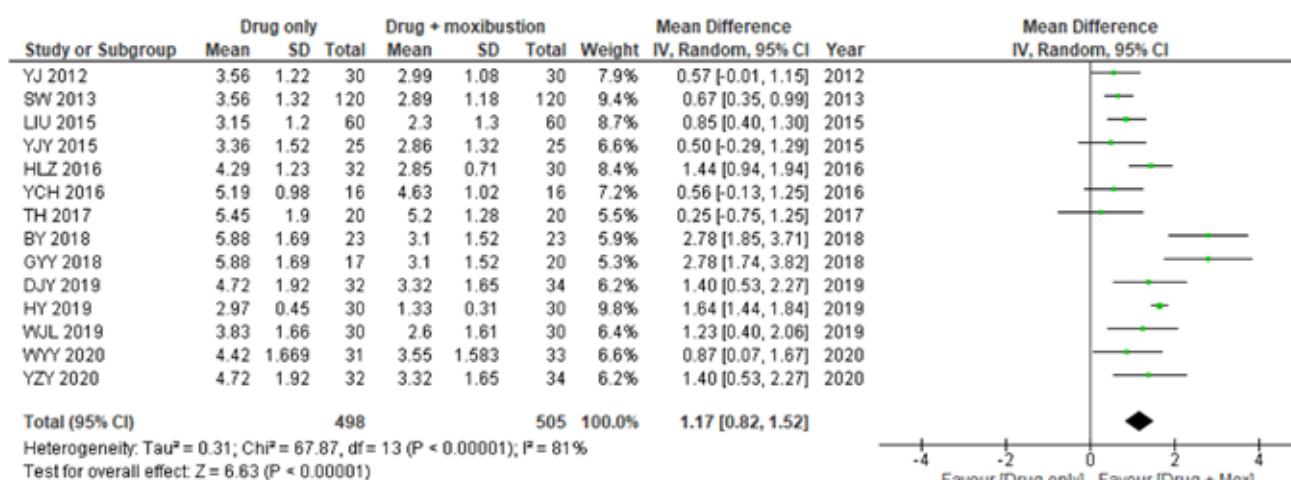 Drug only Drug + moxibustion Mean Difference Mean Difference
Study or Subgroup Mean SD Total Mean SD Total Weight IV, Random, 95% CI Year IV, Random, 95% CI
YJ 2012 3.56 1.22 30 2.99 1.08 30 7.9% 0.57 [-0.01, 1.15] 2012
SW 2013 3.56 1.32 120 2.89 1.18 120 9.4% 0.67 [0.35, 0.99] 2013
LIU 2015 3.15 1.2 60 2.3 1.3 60 8.7% 0.85 [0.40, 1.30] 2015
YJY 2015 3.36 1.52 25 2.86 1.32 25 6.6% 0.50 [-0.29, 1.29] 2015
HLZ 2016 4.29 1.23 32 2.85 0.71 30 8.4% 1.44 [0.94, 1.94] 2016
YCH 2016 5.19 0.98 16 4.63 1.02 16 7.2% 0.56 [-0.13, 1.25] 2016
TH 2017 5.45 1.9 20 5.2 1.28 20 5.5% 0.25 [-0.75, 1.25] 2017
BY 2018 5.88 1.69 23 3.1 1.52 23 5.9% 2.78 [1.85, 3.71] 2018
GYY 2018 5.88 1.69 17 3.1 1.52 20 5.3% 2.78 [1.74, 3.82] 2018
DJY 2019 4.72 1.92 32 3.32 1.65 34 6.2% 1.40 [0.53, 2.27] 2019
HY 2019 2.97 0.45 30 1.33 0.31 30 9.8% 1.64 [1.44, 1.84] 2019
WJL 2019 3.83 1.66 30 2.6 1.61 30 6.4% 1.23 [0.40, 2.06] 2019
WYY 2020 4.42 1.669 31 3.55 1.583 33 6.6% 0.87 [0.07, 1.67] 2020
YZY 2020 4.72 1.92 32 3.32 1.65 34 6.2% 1.40 [0.53, 2.27] 2020
Total (95% CI) 498 505 100.0% 1.17 [0.82, 1.52]
Heterogeneity: Tau² = 0.31; Chi² = 67.87, df = 13 (P < 0.00001); I² = 81%
Test for overall effect: Z = 6.63 (P < 0.00001)
-4 -2 0 2 4
Favour [Drug only] Favour [Drug + Mox]